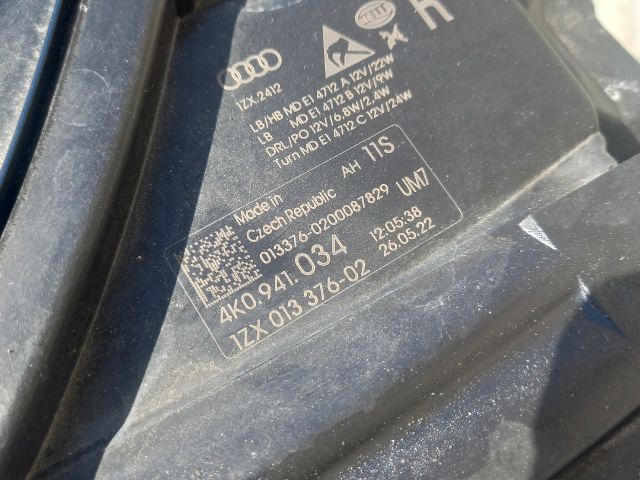 HELLA
R
1ZX-2412
LB/HB MD E1 4712 A 12V/22W
LB MD E1 4712 B 12V/9W
DRL/PO 12V/6.8W/2.4W
Turn MD E1 4712 C 12V/24W
Made in
Czech Republic AH 11S
013376-0200087829 UM7
4K0.941.034 12:05:38
1ZX 013 376-02 26.05.22